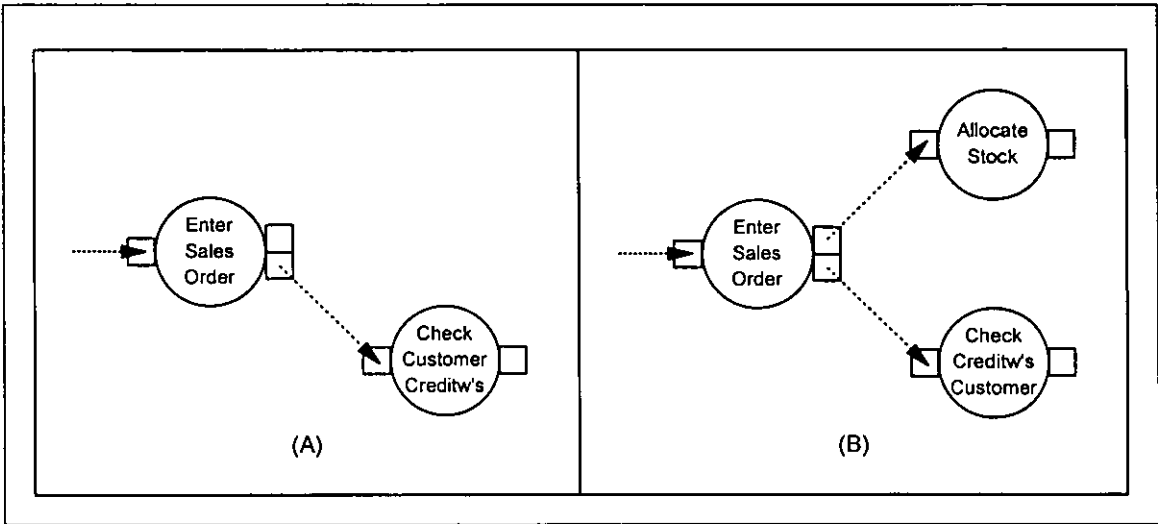 Enter
Sales
Order
Check
Customer
Creditw's
(A)
Allocate
Stock
Enter
Sales
Order
Check
Creditw's
Customer
(B)